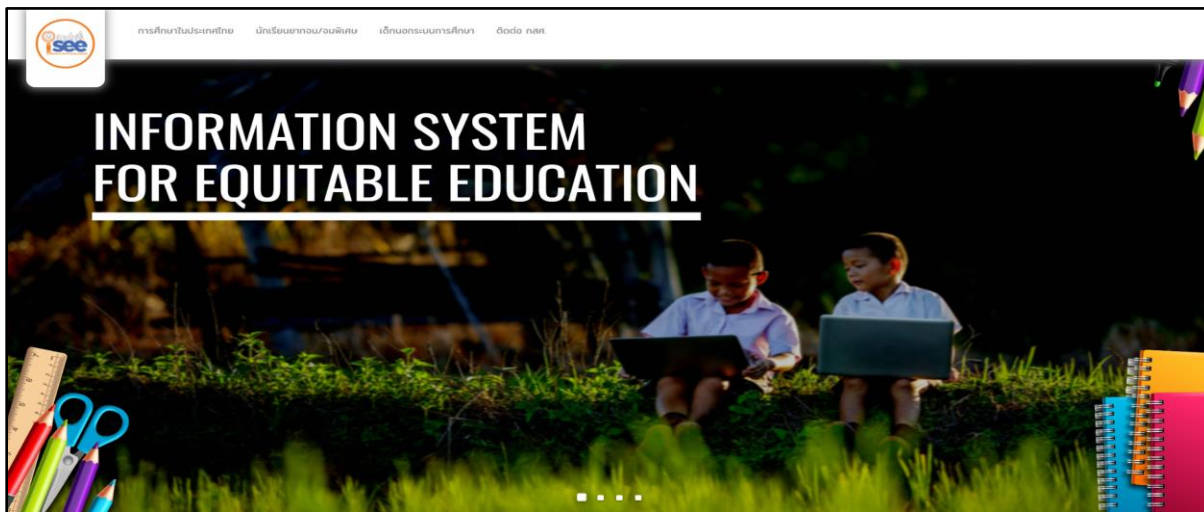 isee
การศึกษาในประเทศไทย นักเรียนยากจน/จนพิเศษ เด็กนอกระบบการศึกษา ติดต่อ กสศ.
INFORMATION SYSTEM
FOR EQUITABLE EDUCATION